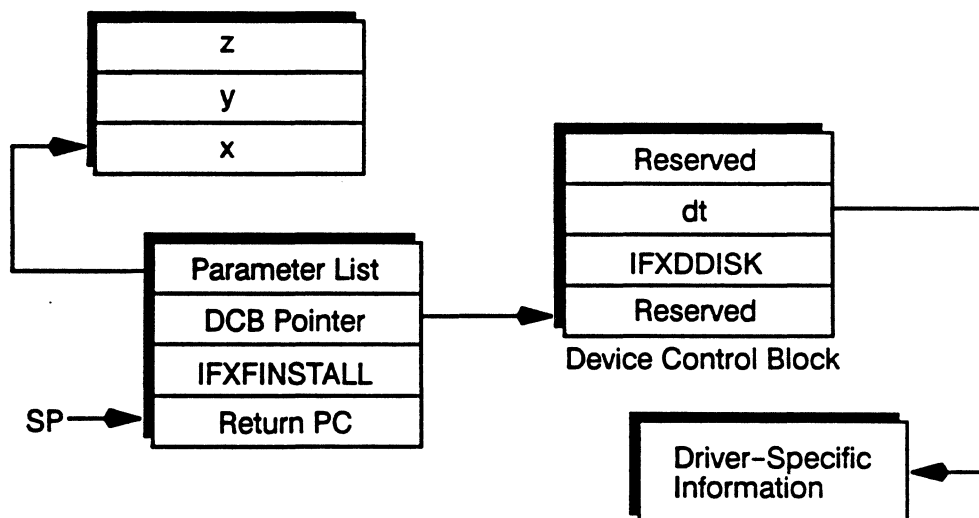 z
y
x
Parameter List
DCB Pointer
IFXFINSTALL
Return PC
SP
Reserved
dt
IFXDDISK
Reserved
Device Control Block
Driver-Specific
Information